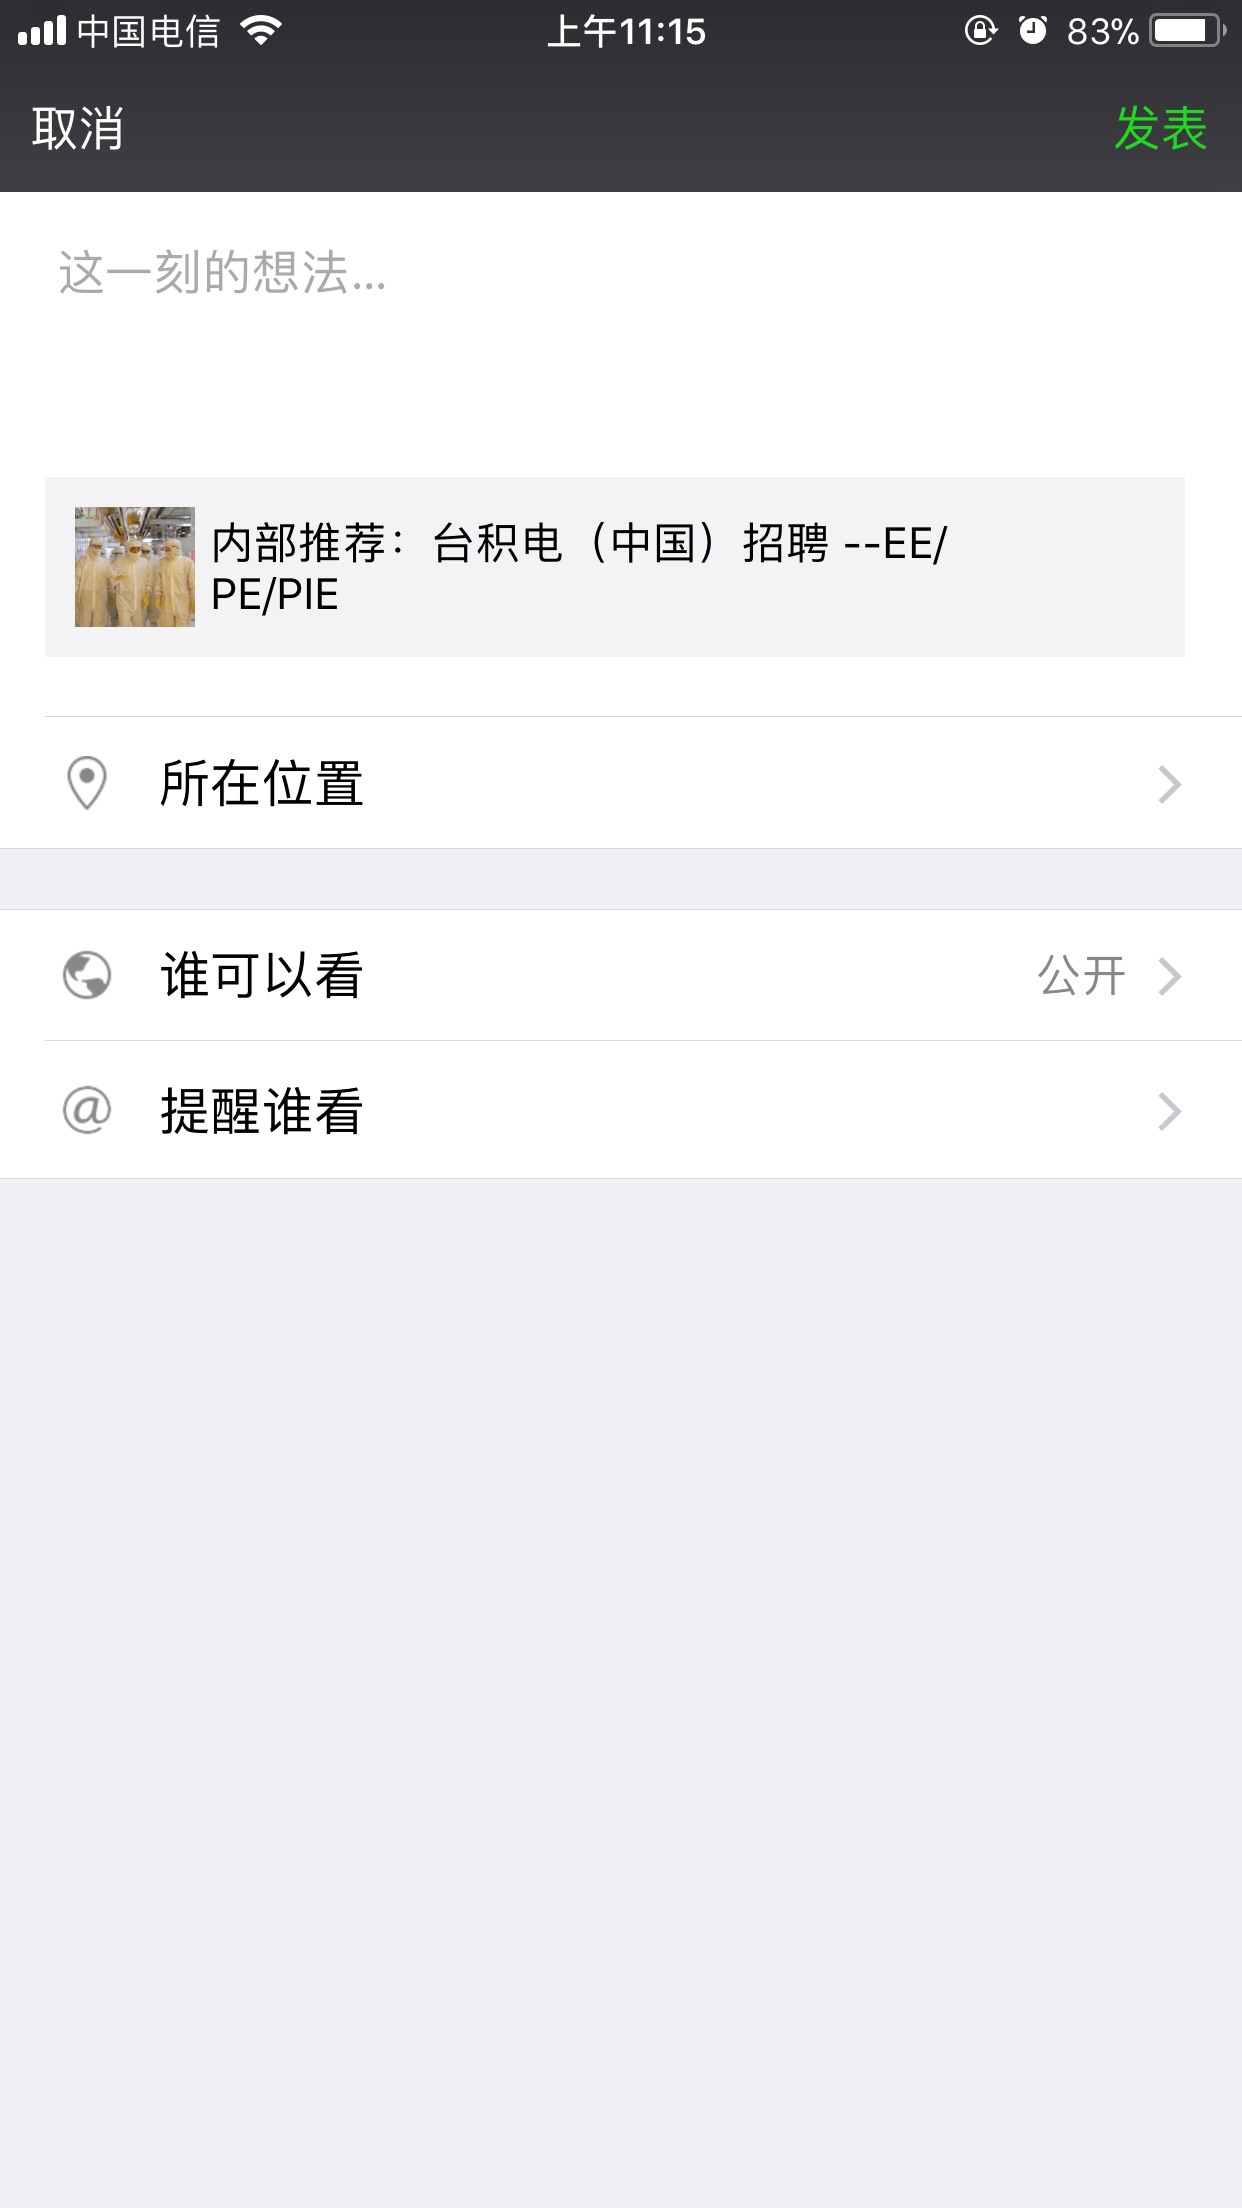 中国电信 上午11:15 83%
取消 发表
这一刻的想法...
内部推荐：台积电（中国）招聘 --EE/
PE/PIE
所在位置
谁可以看 公开
@ 提醒谁看